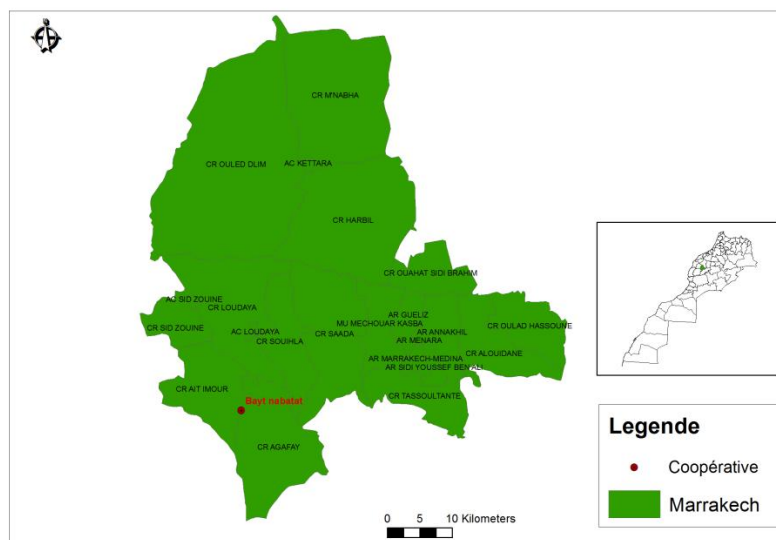 CR M'NABHA
CR OULED DLIM
AC KETTARA
CR HARBIL
CR OUAHAT SIDI BRAHIM
AC SID ZOUINE
CR LOUDAYA
AR GUELIZ
MU MECHOUAR KASBA
CR OULAD HASSOUNE
CR SID ZOUINE
AC LOUDAYA
CR SAADA
AR ANNAKHIL
CR SOUIHLA
AR MENARA
CR ALOUIDANE
AR MARRAKECH-MEDINA
AR SIDI YOUSSEF BEN ALI
CR AIT IMOUR
CR TASSOULTANTE
Bayt nabatat
CR AGAFAY
Legende
Coopérative
Marrakech
0 5 10 Kilometers